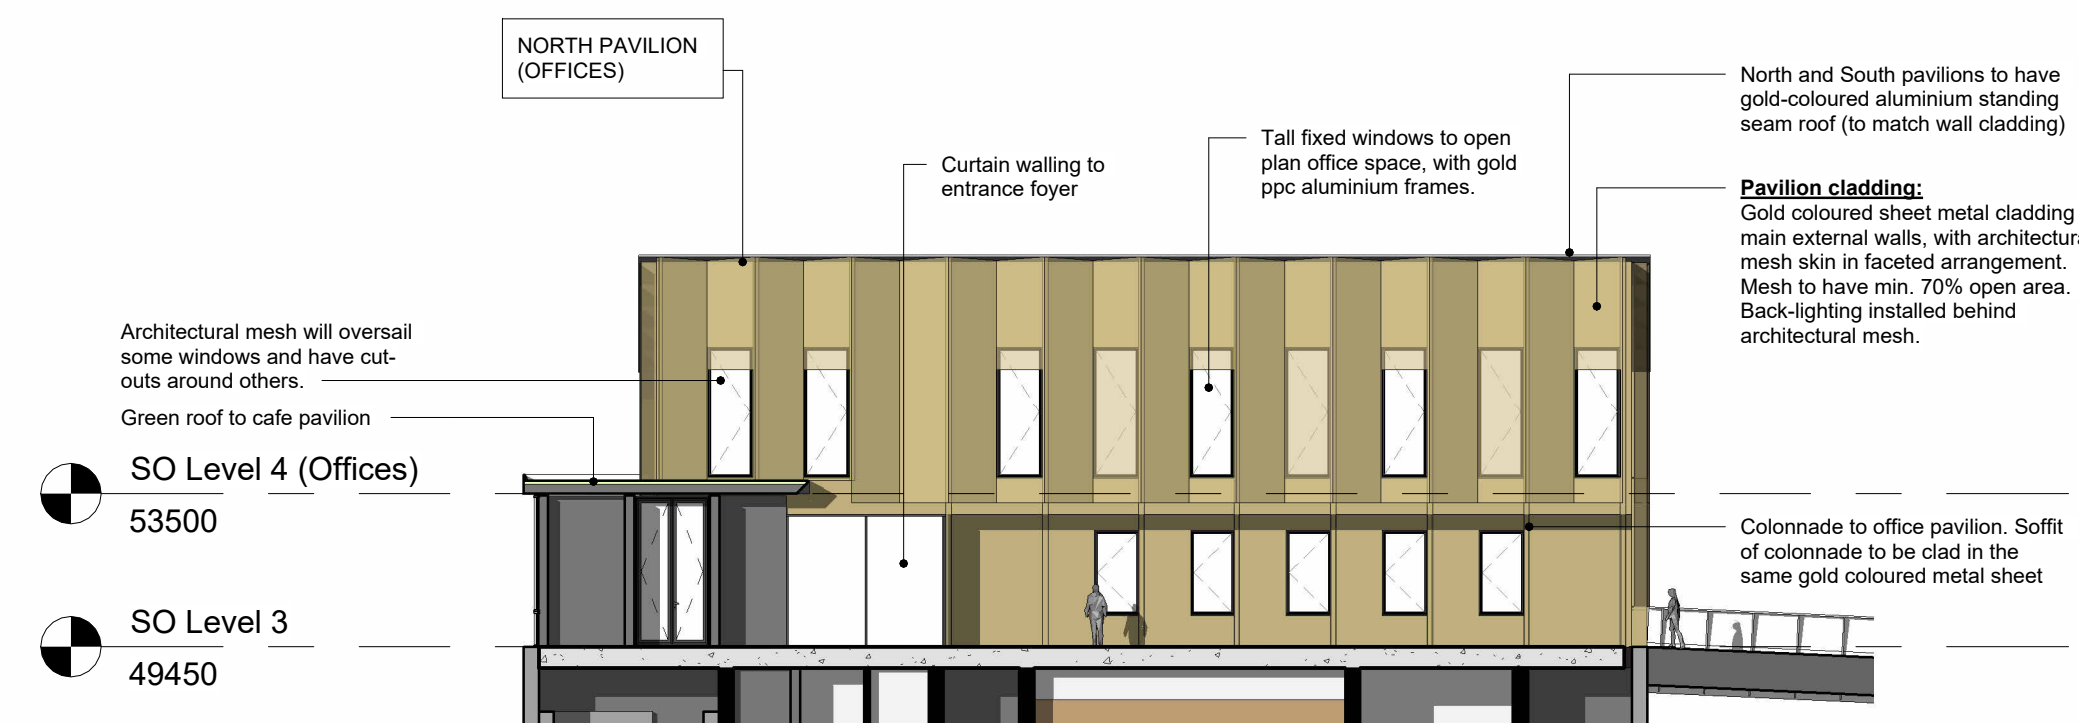 NORTH PAVILION
(OFFICES)
North and South pavilions to have
gold-coloured aluminium standing
seam roof (to match wall cladding)
Tall fixed windows to open
plan office space, with gold
ppc aluminium frames.
Curtain walling to
entrance foyer
Pavilion cladding:
Gold coloured sheet metal cladding
main external walls, with architectura
mesh skin in faceted arrangement.
Mesh to have min. 70% open area.
Back-lighting installed behind
architectural mesh.
Architectural mesh will oversail
some windows and have cut-
outs around others.
Green roof to cafe pavilion
SO Level 4 (Offices)
53500
Colonnade to office pavilion. Soffit
of colonnade to be clad in the
same gold coloured metal sheet
SO Level 3
49450